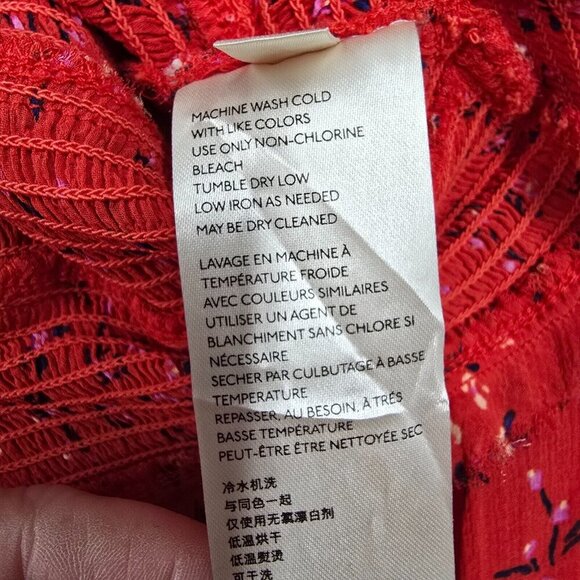 MACHINE WASH COLD
WITH LIKE COLORS
USE ONLY NON-CHLORINE
BLEACH
TUMBLE DRY LOW
LOW IRON AS NEEDED
MAY BE DRY CLEANED
LAVAGE EN MACHINE À
TEMPÉRATURE FROIDE
AVEC COULEURS SIMILAIRES
UTILISER UN AGENT DE
BLANCHIMENT SANS CHLORE SI
NÉCESSAIRE
SECHER PAR CULBUTAGE À BASSE
TEMPERATURE
REPASSER, AU BESOIN, À TRÉS
BASSE TEMPÉRATURE
PEUT-ÊTRE ÊTRE NETTOYÉE SEC
冷水机洗
与同色一起
仅使用无氯漂白剂
低温烘干
低温熨烫
可干洗